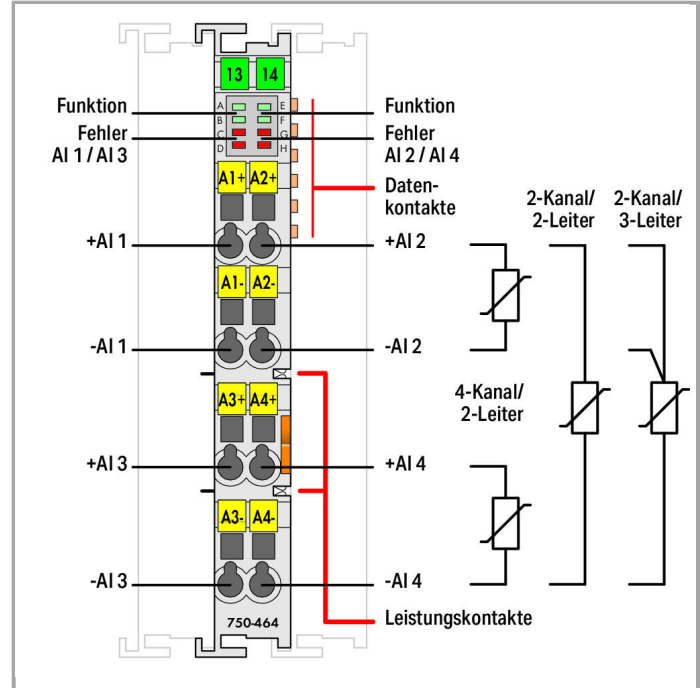 13 14
Funktion
A
B
C
D
E
F
G
H
Funktion
Fehler
AI 1 / AI 3
Fehler
AI 2 / AI 4
A1+ A2+
Daten-
kontakte
2-Kanal/
2-Leiter
2-Kanal/
3-Leiter
+AI 1
+AI 2
A1- A2-
-AI 1
-AI 2
A3+ A4+
4-Kanal/
2-Leiter
+AI 3
+AI 4
A3- A4-
-AI 3
-AI 4
750-464
Leistungskontakte